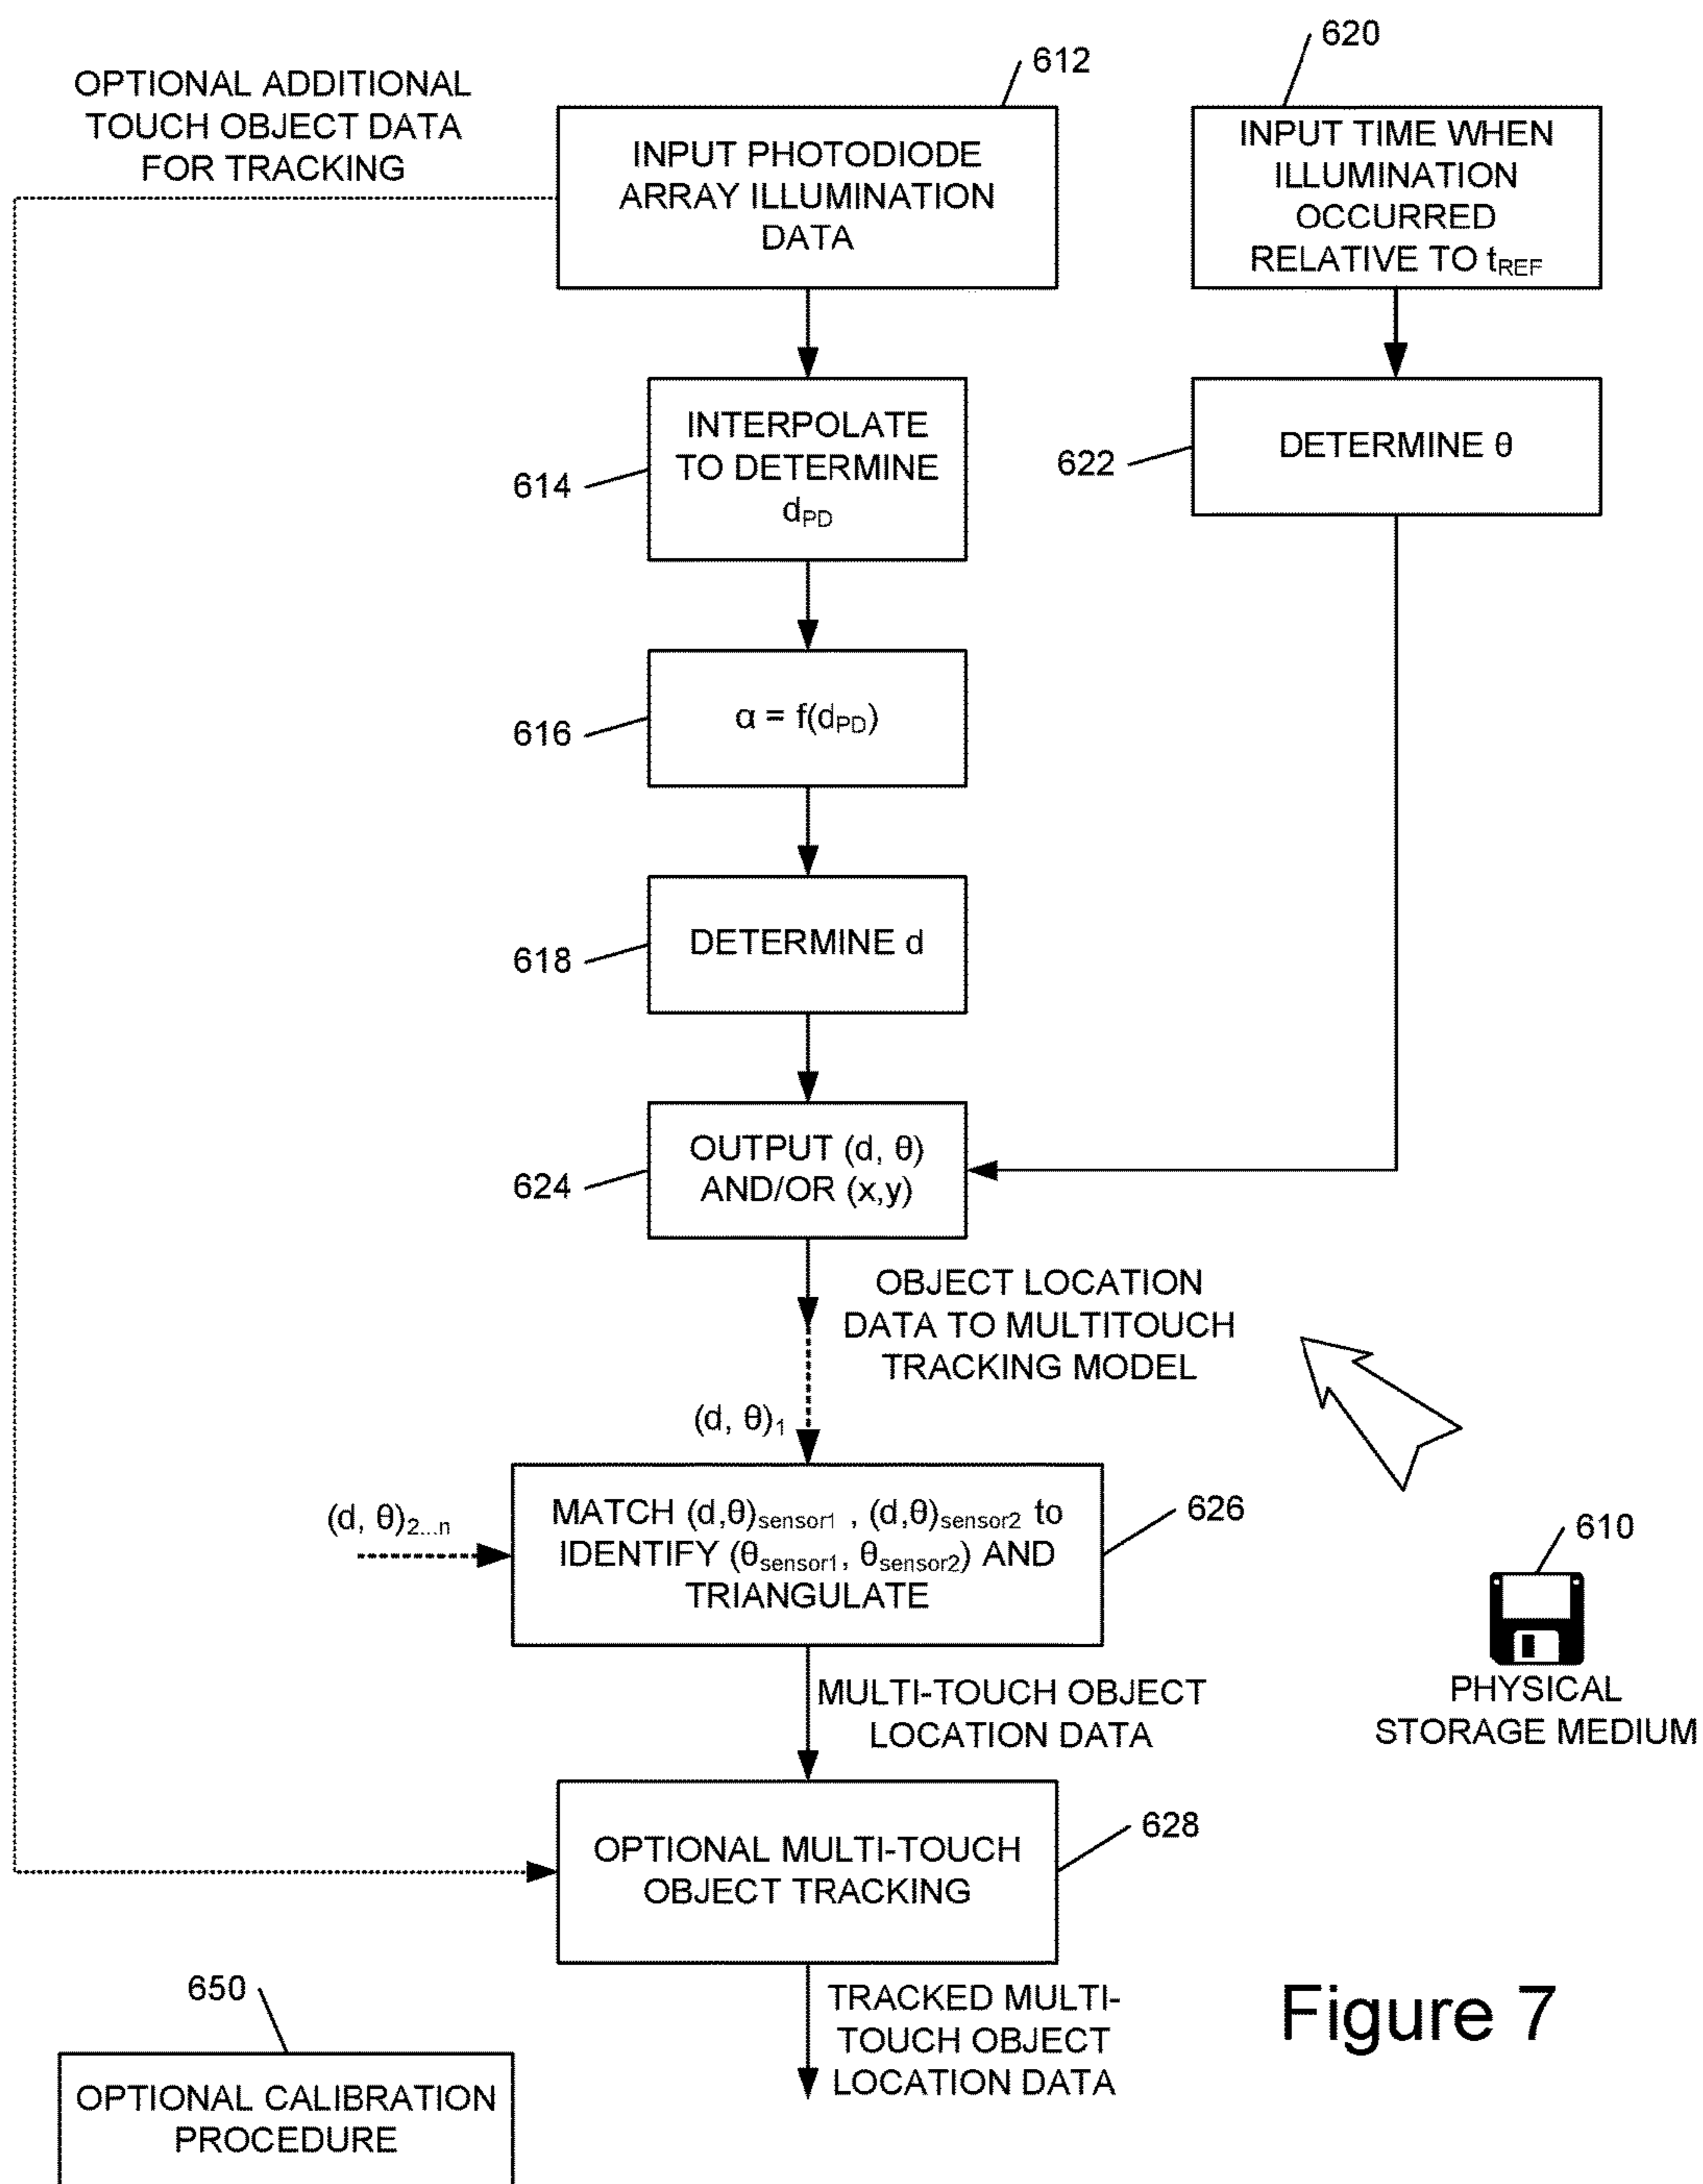 620
612
OPTIONAL ADDITIONAL
TOUCH OBJECT DATA
FOR TRACKING
INPUT PHOTODIODE
ARRAY ILLUMINATION
DATA
INPUT TIME WHEN
ILLUMINATION
OCCURRED
RELATIVE TO tREF
INTERPOLATE
TO DETERMINE
dPD
614
DETERMINE θ
622
α = f(dPD)
616
DETERMINE d
618
OUTPUT (d, θ)
AND/OR (x,y)
624
OBJECT LOCATION
DATA TO MULTITOUCH
TRACKING MODEL
(d, θ)1
(d, θ)2...n
MATCH (d,θ)sensor1 , (d,θ)sensor2 to
IDENTIFY (θsensor1, θsensor2) AND
TRIANGULATE
626
610
PHYSICAL
STORAGE MEDIUM
MULTI-TOUCH OBJECT
LOCATION DATA
OPTIONAL MULTI-TOUCH
OBJECT TRACKING
628
TRACKED MULTI-
TOUCH OBJECT
LOCATION DATA
Figure 7
650
OPTIONAL CALIBRATION
PROCEDURE